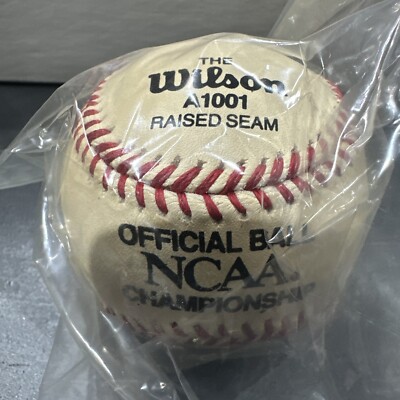 THE
Wilson
A1001
RAISED SEAM
OFFICIAL BALL
NCAA
CHAMPIONSHIP